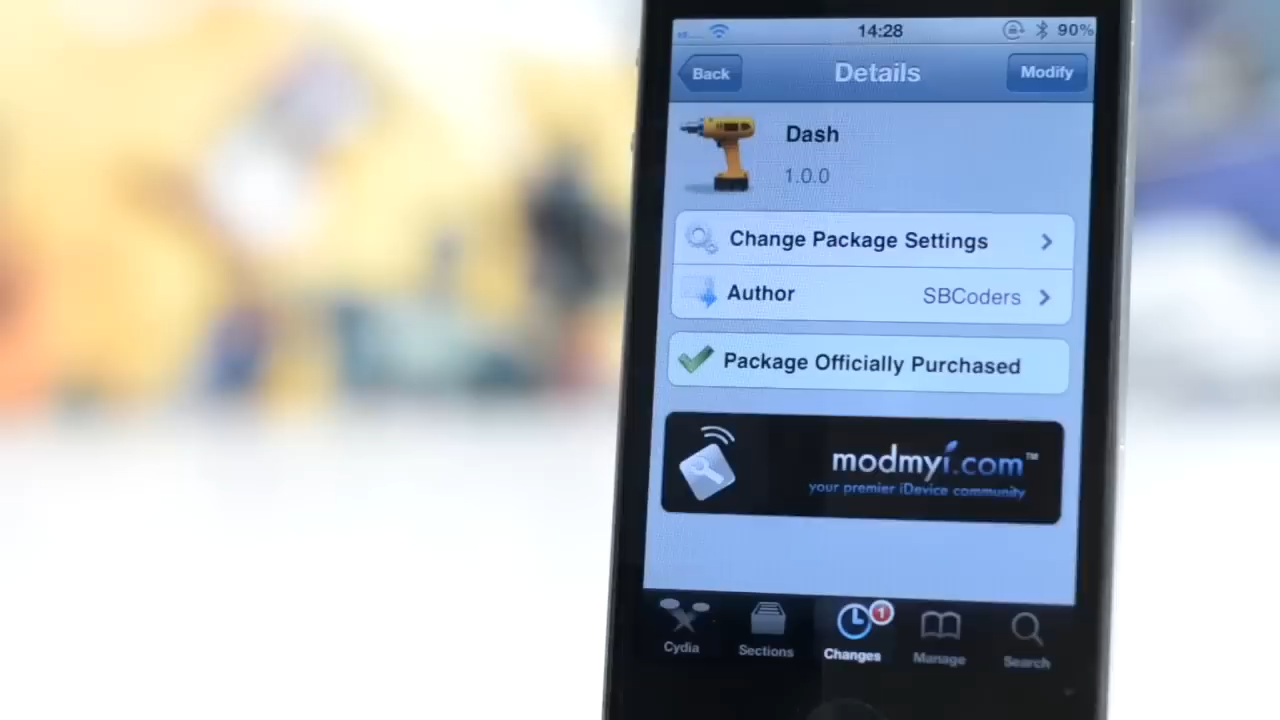 14:28
90%
Back
Details
Modify
Dash
1.0.0
Change Package Settings
Author
SBCoders
Package Officially Purchased
modmyi.com™
your premier iDevice community
1
Cydia
Sections
Changes
Manage
Search